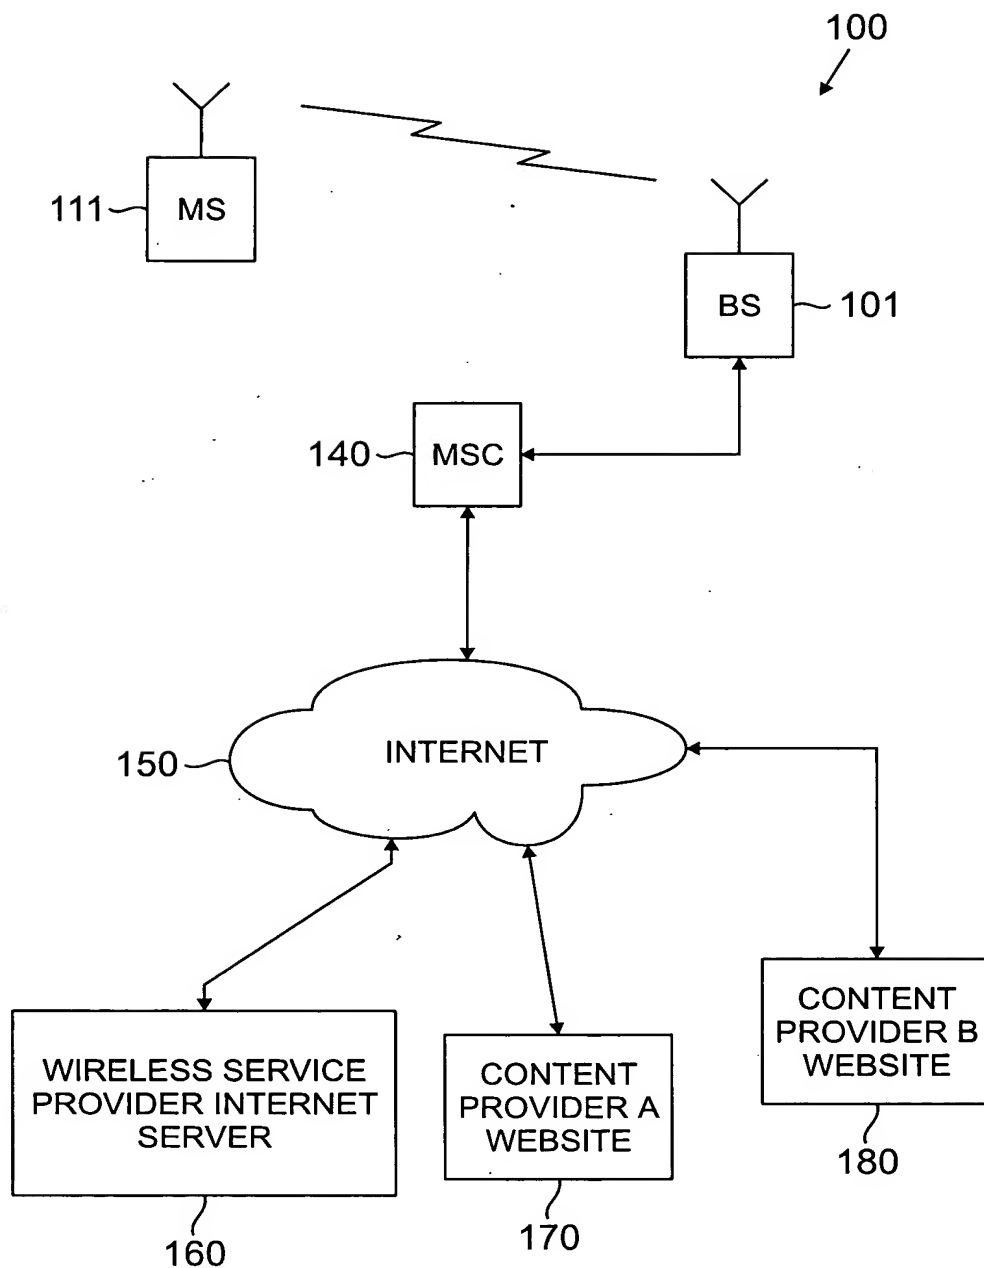 100
111
MS
BS
101
140
MSC
150
INTERNET
WIRELESS SERVICE
PROVIDER INTERNET
SERVER
160
CONTENT
PROVIDER A
WEBSITE
170
CONTENT
PROVIDER B
WEBSITE
180